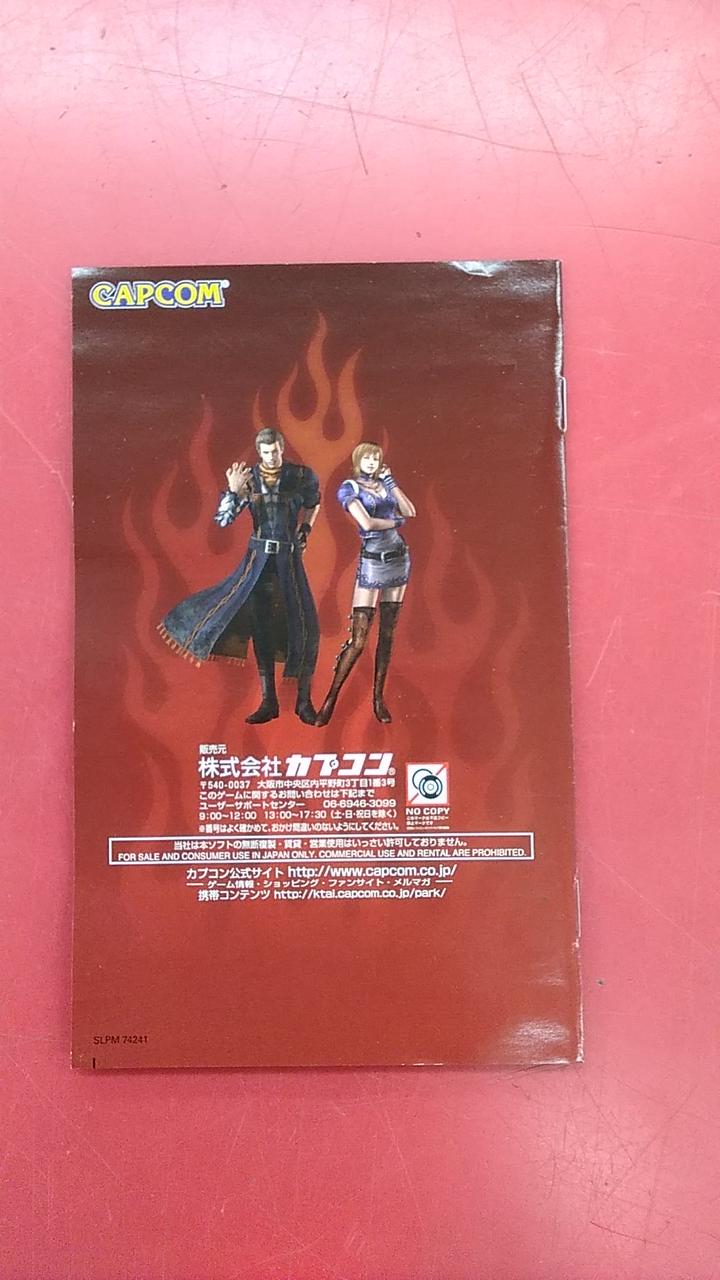 CAPCOM®
販売元
株式会社カプコン®
〒540-0037 大阪市中央区内平野町3丁目1番3号
このゲームに関するお問い合わせは下記まで
ユーザーサポートセンター 06-6946-3099
9:00~12:00 13:00~17:30 (土・日・祝日を除く)
※番号はよく確かめて、おかけ間違いのないようにしてください。
NO COPY
当社は本ソフトの無断複製・賃貸・営業使用はいっさい許可しておりません。
FOR SALE AND CONSUMER USE IN JAPAN ONLY. COMMERCIAL USE AND RENTAL ARE PROHIBITED.
カプコン公式サイト http://www.capcom.co.jp/
ゲーム情報・ショッピング・ファンサイト・メルマガ
携帯コンテンツ http://ktai.capcom.co.jp/park/
SLPM 74241